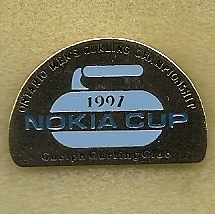 ONTARIO MEN'S CURLING CHAMPIONSHIP
1997
NOKIA CUP
Guelph Curling Club